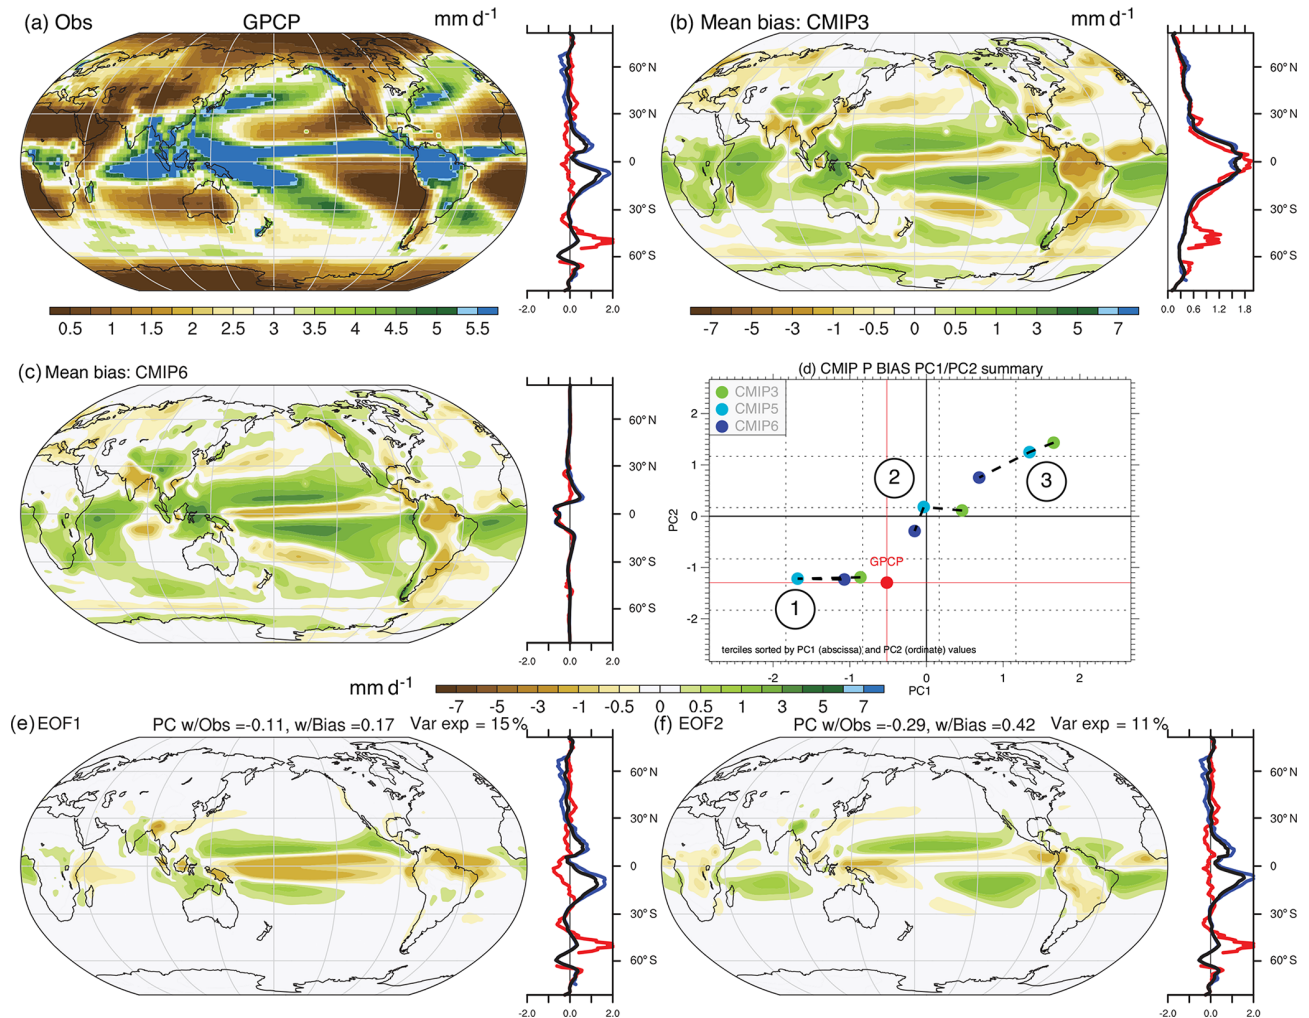 (a) Obs GPCP mm d-1
60° N
30° N
0
30° S
60° S
-2.0 0.0 2.0
0.5 1 1.5 2 2.5 3 3.5 4 4.5 5 5.5
(b) Mean bias: CMIP3 mm d-1
60° N
30° N
0
30° S
60° S
0.0 0.6 1.2 1.8
-7 -5 -3 -1 -0.5 0 0.5 1 3 5 7
(c) Mean bias: CMIP6
60° N
30° N
0
30° S
60° S
-2.0 0.0 2.0
(d) CMIP P BIAS PC1/PC2 summary
CMIP3
CMIP5
CMIP6
2
1
0
-1
-2
PC2
2
3
GPCP
1
terciles sorted by PC1 (abscissa) and PC2 (ordinate) values
-2 -1 0 1 2
PC1
mm d-1
-7 -5 -3 -1 -0.5 0 0.5 1 3 5 7
(e) EOF1 PC w/Obs =-0.11, w/Bias =0.17 Var exp = 15%
60° N
30° N
0
30° S
60° S
-2.0 0.0 2.0
(f) EOF2 PC w/Obs =-0.29, w/Bias =0.42 Var exp = 11%
60° N
30° N
0
30° S
60° S
-2.0 0.0 2.0